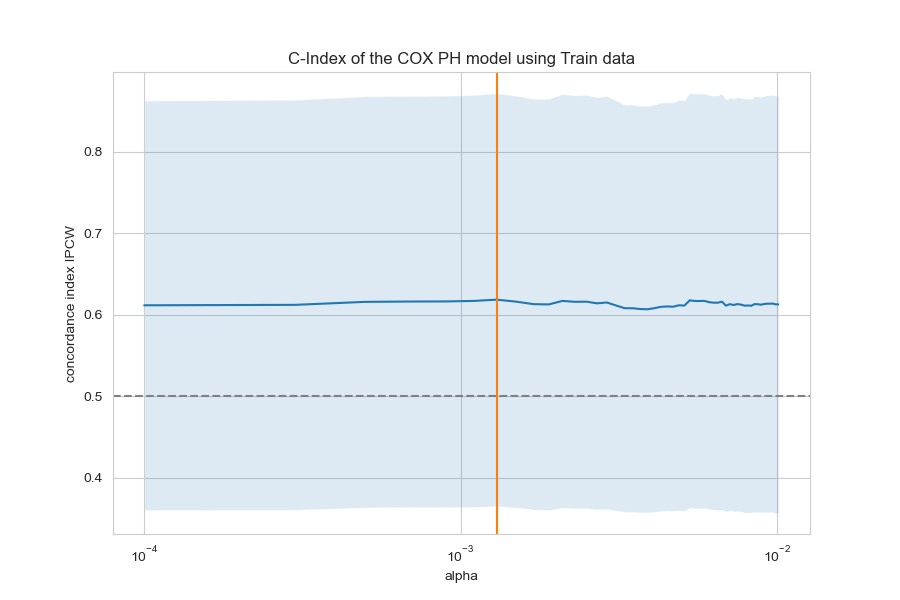 C-Index of the COX PH model using Train data
concordance index IPCW
0.8
0.7
0.6
0.5
0.4
10⁻⁴
10⁻³
10⁻²
alpha